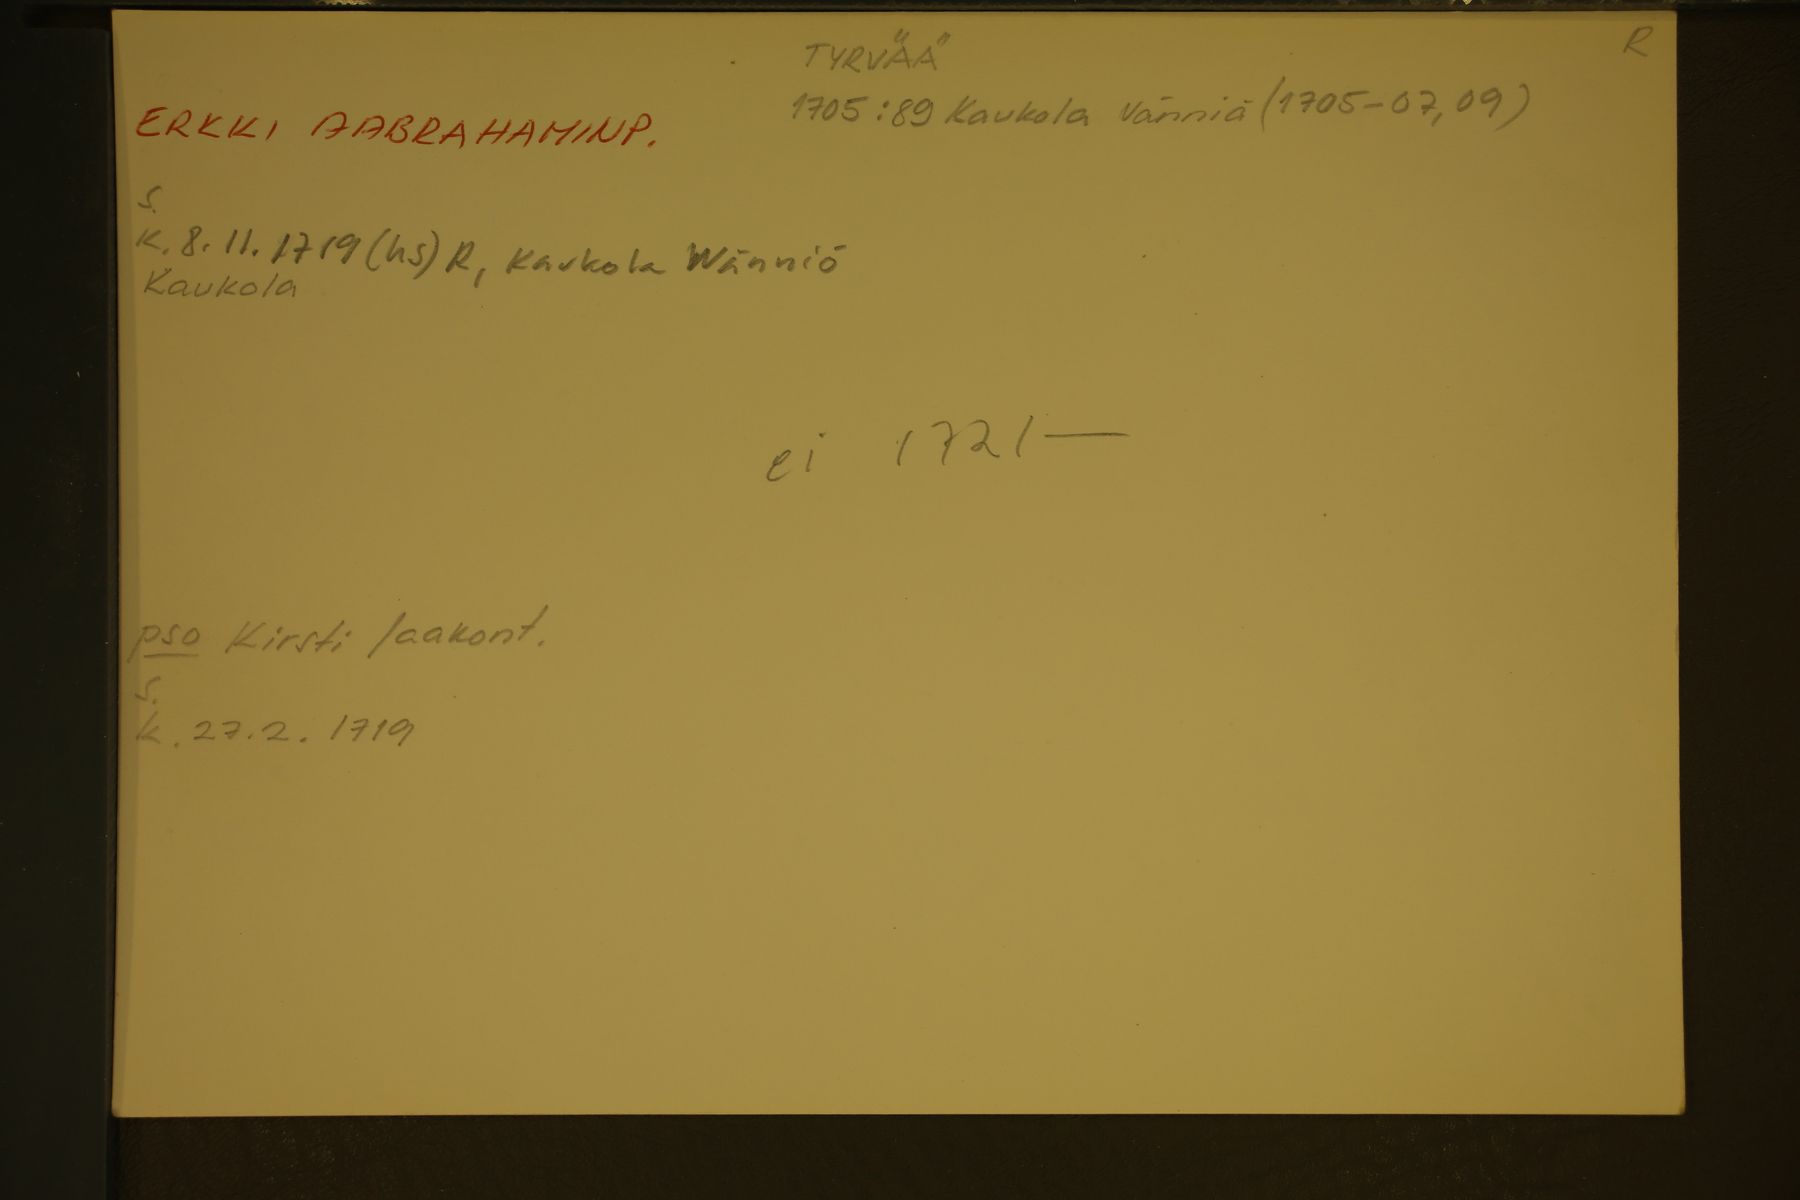 TYRVÄÄ
R
1705:89 Kaukola Vänniä (1705-07, 09)
ERKKI AABRAHAMINP.
s.
k. 8.11.1719 (hs) R, Kaukola Wänniö
Kaukola
ei 1721—
pso Kirsti Jaakont.
s.
k. 27.2.1719